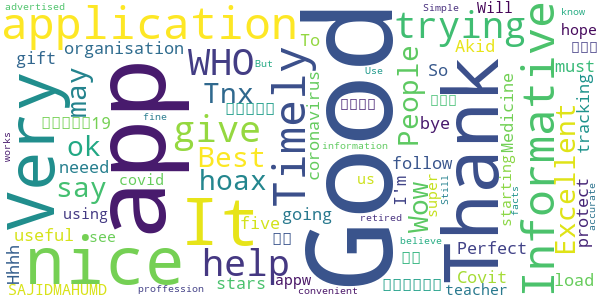 advertised
application
organisation
gift
may
WHO
Tnx
trying
Simple
Will
know
hope
To
But
So
Akid
Use
must
Very
app
Good
Thank
Informative
Timely
People
coronavirus
Medicine
tracking
Excellent
ok
give
Best
fine
information
bye
works
say
neeed
hoax
follow
I'm
super
Still
starting
facts
protect
accurate
covid
us
Wow
using
It
five
going
retired
useful
see
nice
help
believe
Perfect
Hhhh
stars
lappw
Covit
load
SAJIDMAHUMD
proffession
convenient
teacher